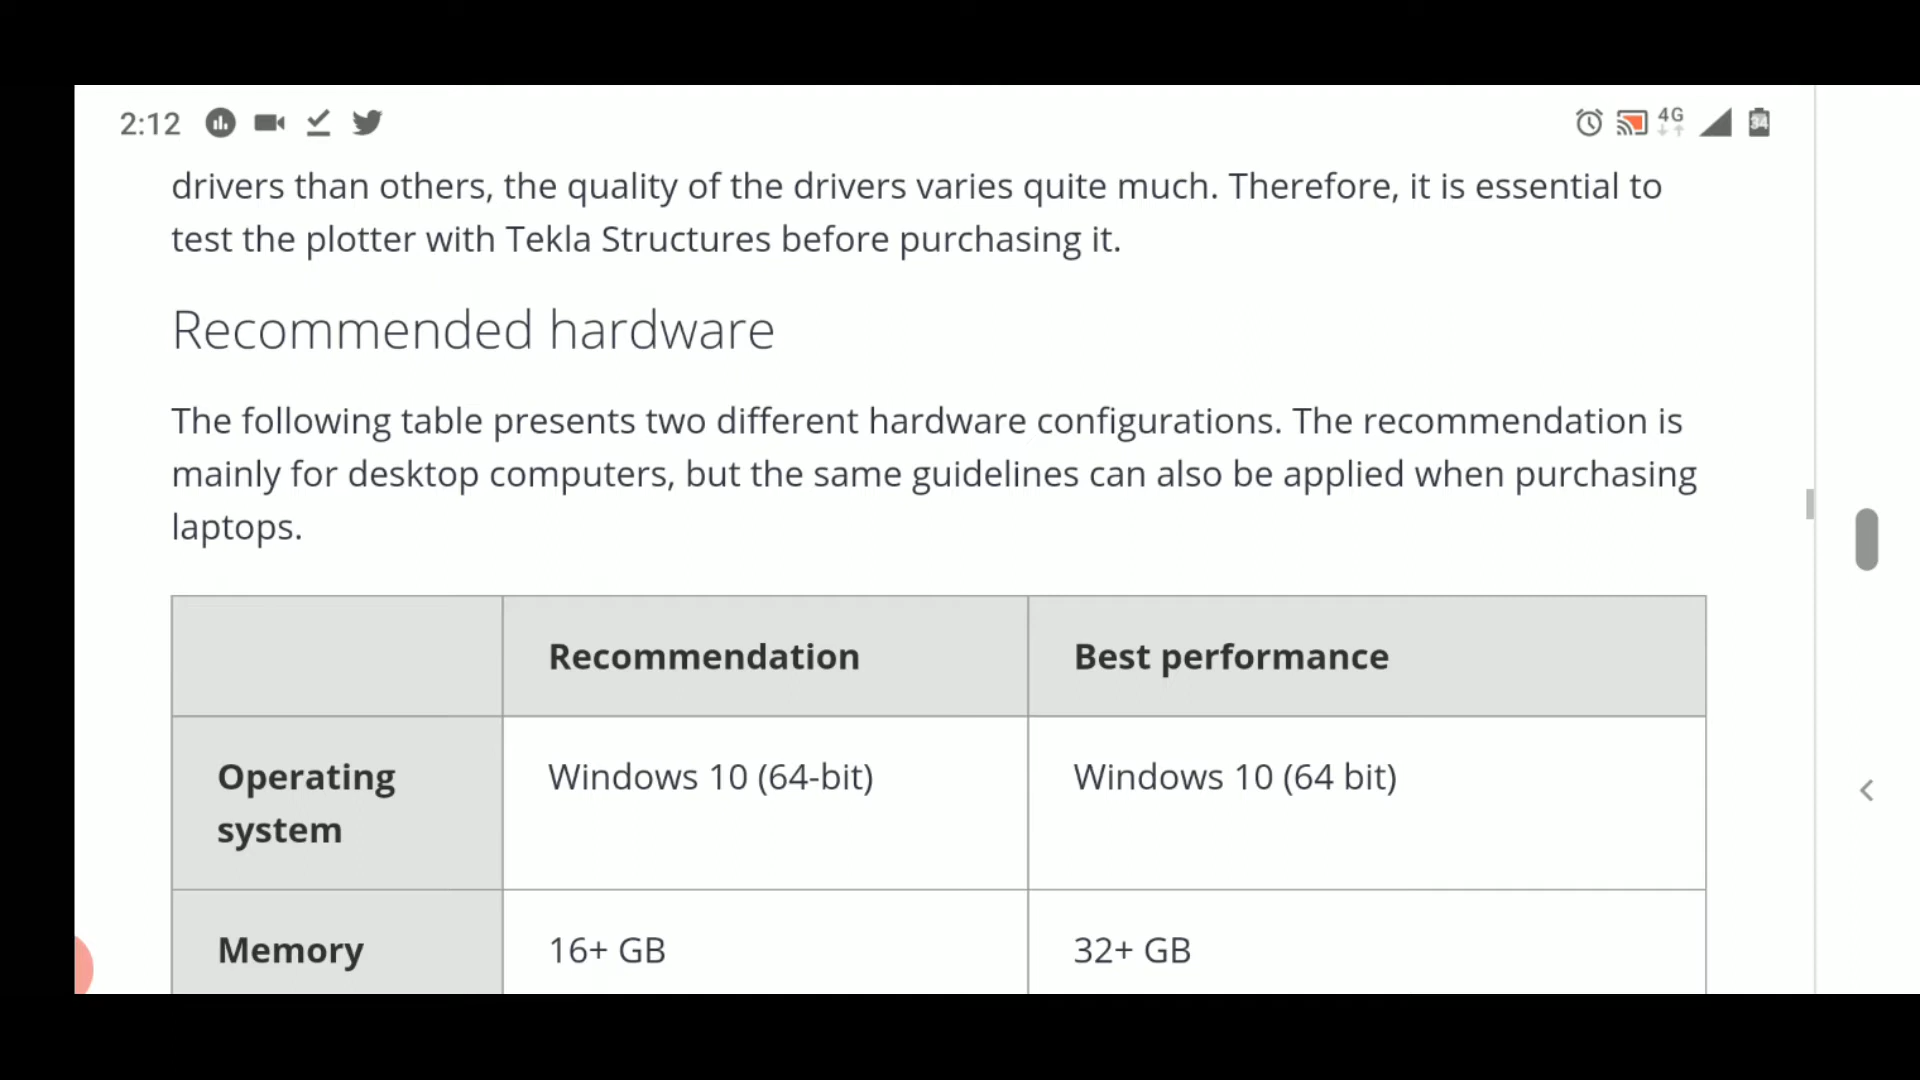 2:12 4G 34
drivers than others, the quality of the drivers varies quite much. Therefore, it is essential to
test the plotter with Tekla Structures before purchasing it.
Recommended hardware
The following table presents two different hardware configurations. The recommendation is
mainly for desktop computers, but the same guidelines can also be applied when purchasing
laptops.
Recommendation Best performance
Operating Windows 10 (64-bit) Windows 10 (64 bit)
system
Memory 16+ GB 32+ GB